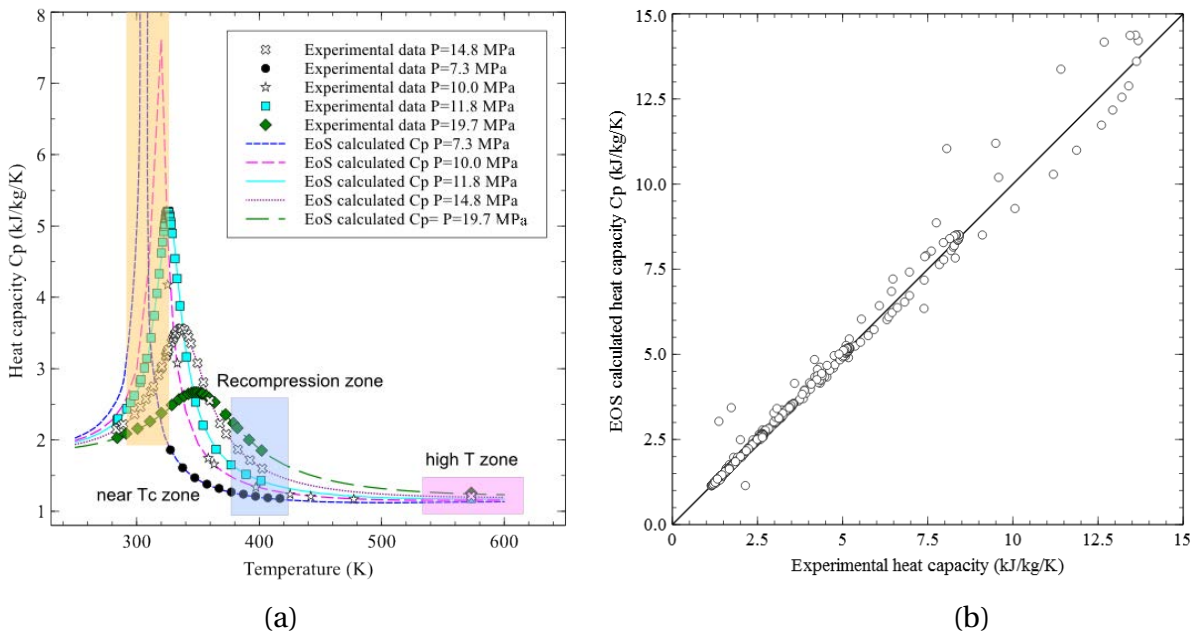 8
7
6
5
4
3
2
1
Heat capacity Cp (kJ/kg/K)
Experimental data P=14.8 MPa
Experimental data P=7.3 MPa
Experimental data P=10.0 MPa
Experimental data P=11.8 MPa
Experimental data P=19.7 MPa
EoS calculated Cp P=7.3 MPa
EoS calculated Cp P=10.0 MPa
EoS calculated Cp P=11.8 MPa
EoS calculated Cp P=14.8 MPa
EoS calculated Cp= P=19.7 MPa
Recompression zone
high T zone
near Tc zone
300 400 500 600
Temperature (K)
(a)
15.0
12.5
10.0
7.5
5.0
2.5
0.0
EOS calculated heat capacity Cp (kJ/kg/K)
0 2.5 5 7.5 10 12.5 15
Experimental heat capacity (kJ/kg/K)
(b)